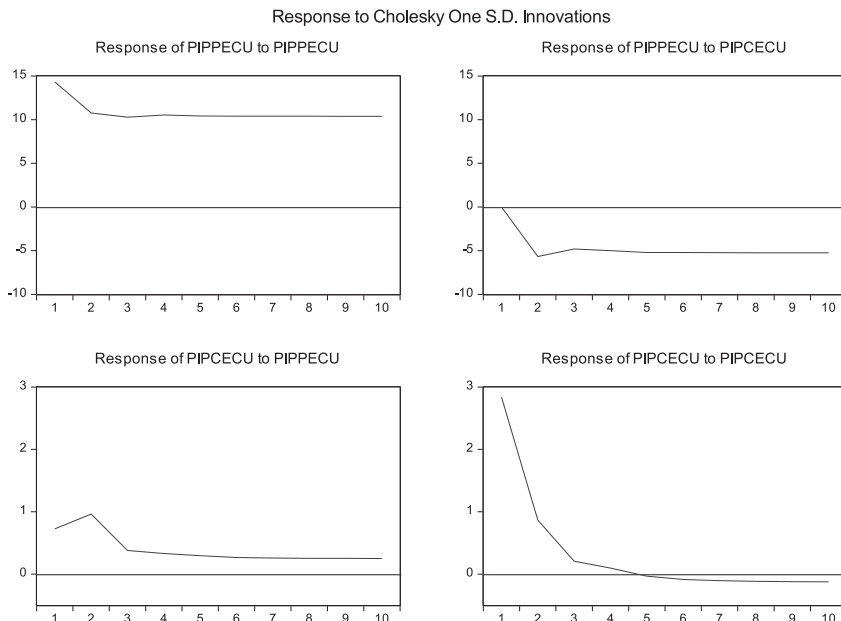 Response to Cholesky One S.D. Innovations
Response of PIPPECU to PIPPECU
15
10
5
0
-5
-10
1 2 3 4 5 6 7 8 9 10
Response of PIPPECU to PIPCECU
15
10
5
0
-5
-10
1 2 3 4 5 6 7 8 9 10
Response of PIPCECU to PIPPECU
3
2
1
0
1 2 3 4 5 6 7 8 9 10
Response of PIPCECU to PIPCECU
3
2
1
0
1 2 3 4 5 6 7 8 9 10